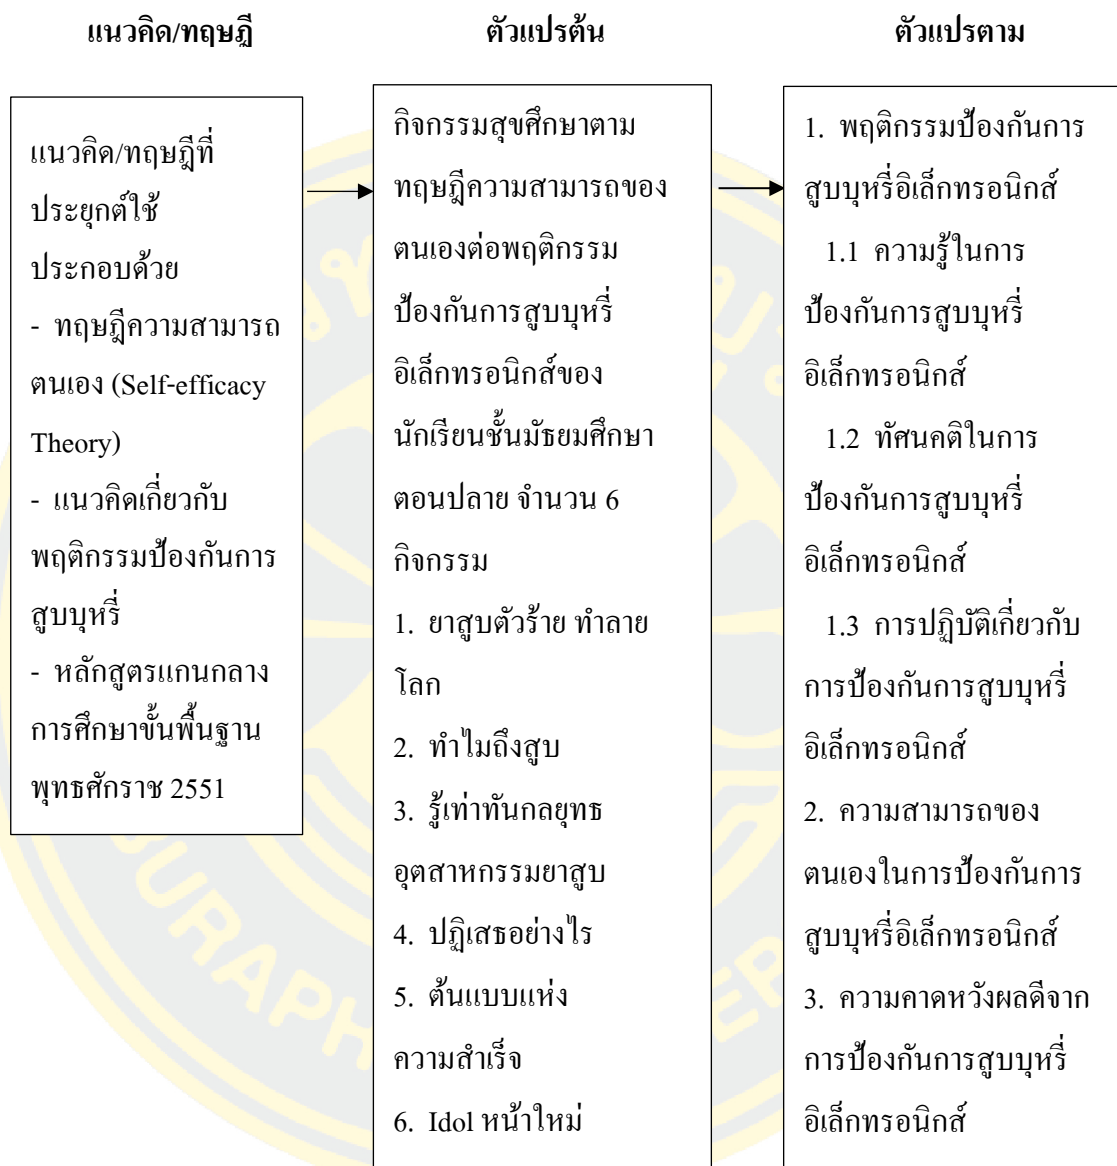 แนวคิด/ทฤษฎี
ตัวแปรต้น
ตัวแปรตาม
แนวคิด/ทฤษฎีที่
ประยุกต์ใช้
ประกอบด้วย
- ทฤษฎีความสามารถ
ตนเอง (Self-efficacy
Theory)
- แนวคิดเกี่ยวกับ
พฤติกรรมป้องกันการ
สูบบุหรี่
- หลักสูตรแกนกลาง
การศึกษาขั้นพื้นฐาน
พุทธศักราช 2551
กิจกรรมสุขศึกษาตาม
ทฤษฎีความสามารถของ
ตนเองต่อพฤติกรรม
ป้องกันการสูบบุหรี่
อิเล็กทรอนิกส์ของ
นักเรียนชั้นมัธยมศึกษา
ตอนปลาย จำนวน 6
กิจกรรม
1. ยาสูบตัวร้าย ทำลาย
โลก
2. ทำไมถึงสูบ
3. รู้เท่าทันกลยุทธ
อุตสาหกรรมยาสูบ
4. ปฏิเสธอย่างไร
5. ต้นแบบแห่ง
ความสำเร็จ
6. Idol หน้าใหม่
1. พฤติกรรมป้องกันการ
สูบบุหรี่อิเล็กทรอนิกส์
1.1 ความรู้ในการ
ป้องกันการสูบบุหรี่
อิเล็กทรอนิกส์
1.2 ทัศนคติในการ
ป้องกันการสูบบุหรี่
อิเล็กทรอนิกส์
1.3 การปฏิบัติเกี่ยวกับ
การป้องกันการสูบบุหรี่
อิเล็กทรอนิกส์
2. ความสามารถของ
ตนเองในการป้องกันการ
สูบบุหรี่อิเล็กทรอนิกส์
3. ความคาดหวังผลดีจาก
การป้องกันการสูบบุหรี่
อิเล็กทรอนิกส์